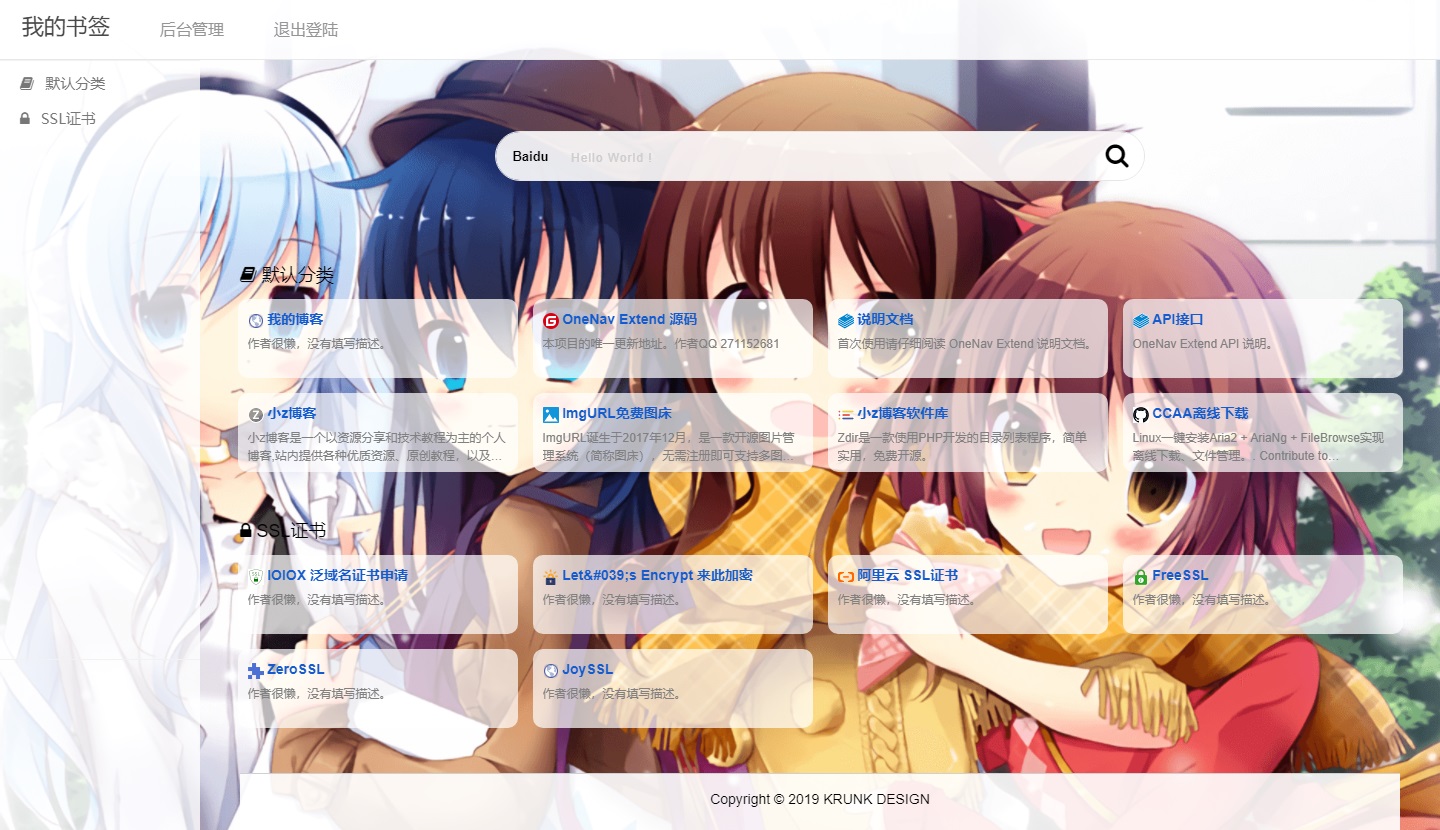 我的书签
后台管理
退出登陆
默认分类
SSL证书
Baidu
Hello World !
默认分类
我的博客
作者很懒，没有填写描述。
OneNav Extend 源码
本项目的唯一更新地址。作者QQ 271152681
说明文档
首次使用请仔细阅读 OneNav Extend 说明文档。
API接口
OneNav Extend API 说明。
小z博客
小z博客是一个以资源分享和技术教程为主的个人
博客,站内提供各种优质资源、原创教程，以及...
ImgURL免费图床
ImgURL诞生于2017年12月，是一款开源图片管
理系统（简称图床），无需注册即可支持多图...
小z博客软件库
Zdir是一款使用PHP开发的目录列表程序，简单
实用，免费开源。
CCAA离线下载
Linux一键安装Aria2 + AriaNg + FileBrowse实现
离线下载、文件管理。. Contribute to...
SSL证书
IOIOX 泛域名证书申请
作者很懒，没有填写描述。
Let&#039;s Encrypt 来此加密
作者很懒，没有填写描述。
阿里云 SSL证书
作者很懒，没有填写描述。
FreeSSL
作者很懒，没有填写描述。
ZeroSSL
作者很懒，没有填写描述。
JoySSL
作者很懒，没有填写描述。
Copyright © 2019 KRUNK DESIGN